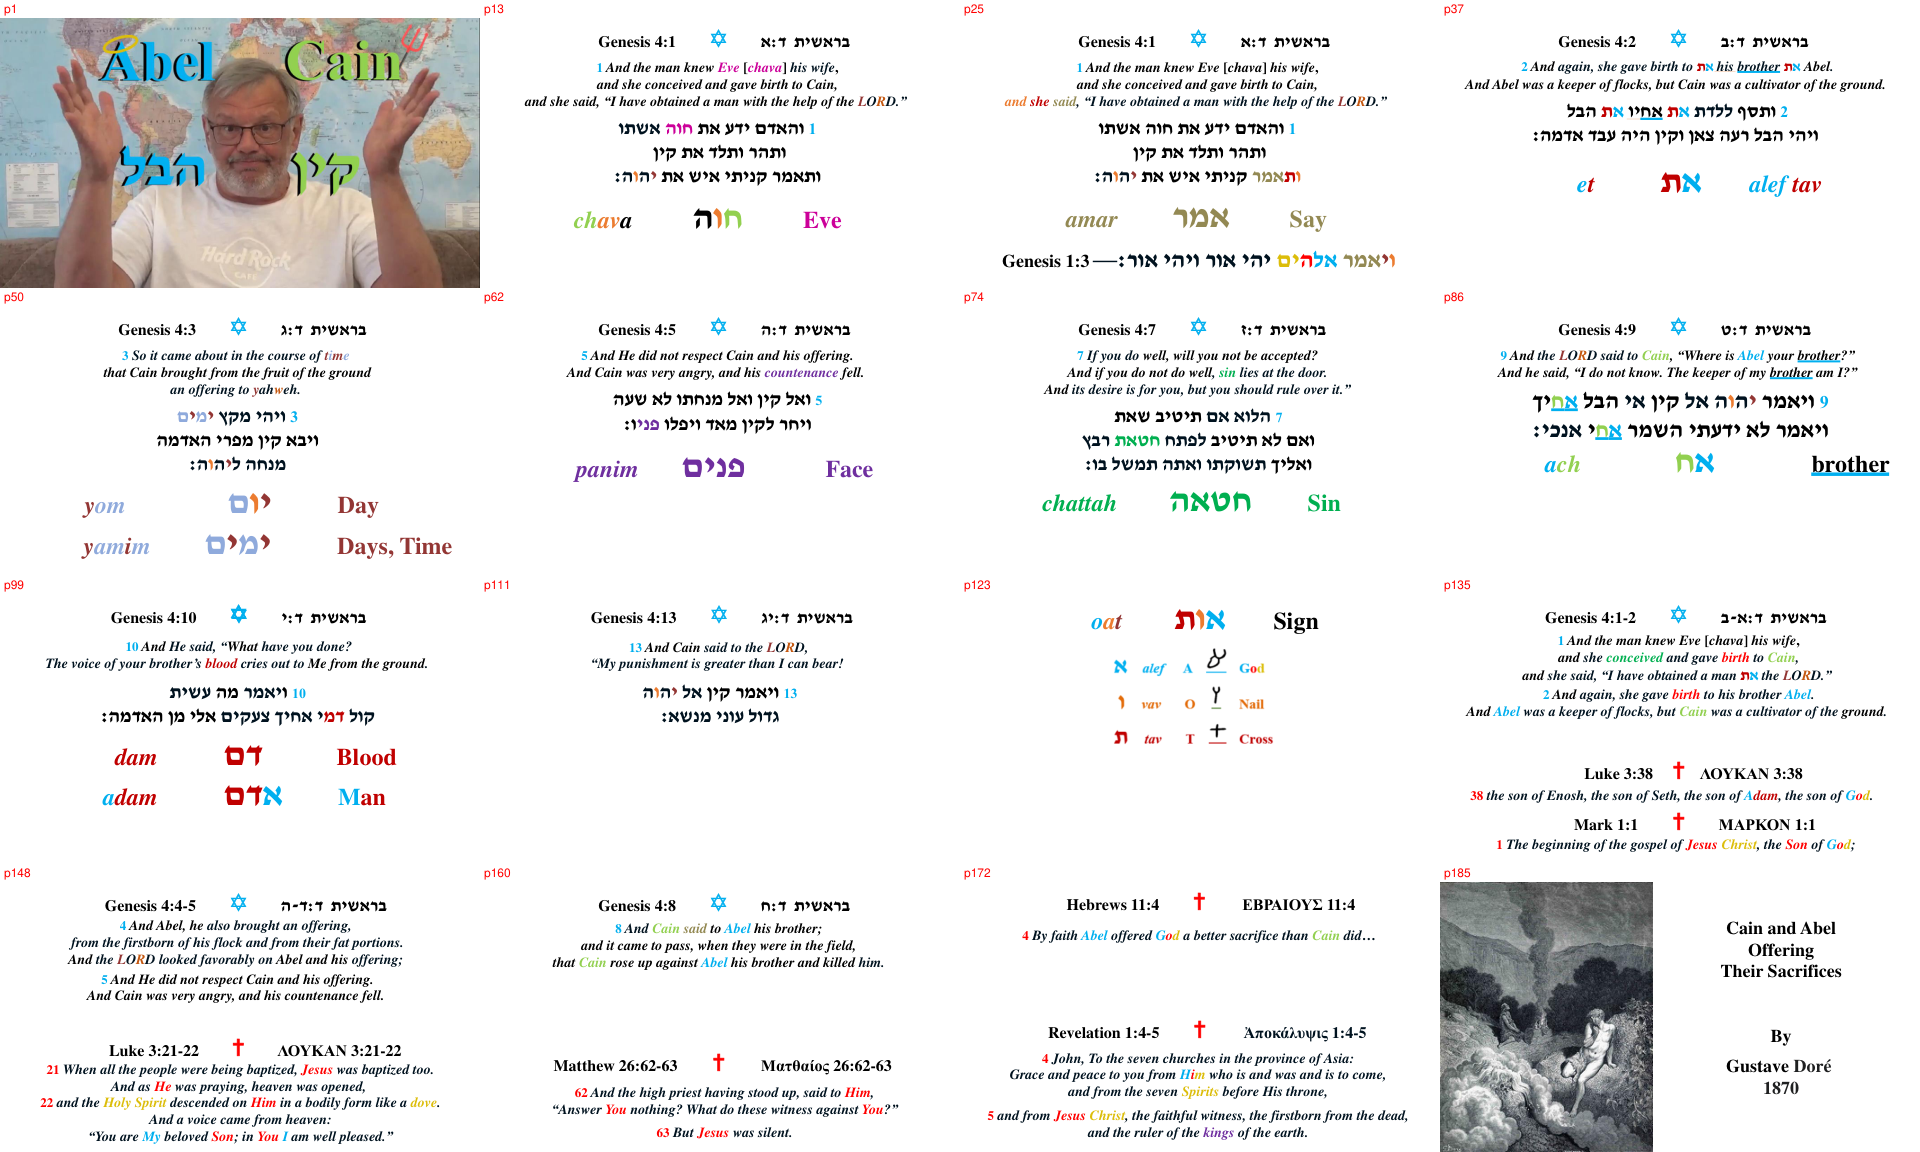 p1
Abel Cain
הבל קין
Hard Rock
CAFE
p13
Genesis 4:1 ✡ בראשית ד:א
1 And the man knew Eve [chava] his wife,
and she conceived and gave birth to Cain,
and she said, “I have obtained a man with the help of the LORD.”
1 והאדם ידע את חוה אשתו
ותהר ותלד את קין
ותאמר קניתי איש את יהוה:
chava חוה Eve
p25
Genesis 4:1 ✡ בראשית ד:א
1 And the man knew Eve [chava] his wife,
and she conceived and gave birth to Cain,
and she said, “I have obtained a man with the help of the LORD.”
1 והאדם ידע את חוה אשתו
ותהר ותלד את קין
ותאמר קניתי איש את יהוה:
amar אמר Say
Genesis 1:3 — ויאמר אלהים יהי אור ויהי אור:
p37
Genesis 4:2 ✡ בראשית ד:ב
2 And again, she gave birth to את his brother את Abel.
And Abel was a keeper of flocks, but Cain was a cultivator of the ground.
2 ותסף ללדת את אחיו את הבל
ויהי הבל רעה צאן וקין היה עבד אדמה:
et את alef tav
p50
Genesis 4:3 ✡ בראשית ד:ג
3 So it came about in the course of time
that Cain brought from the fruit of the ground
an offering to yahweh.
3 ויהי מקץ ימים
ויבא קין מפרי האדמה
מנחה ליהוה:
yom יום Day
yamim ימים Days, Time
p62
Genesis 4:5 ✡ בראשית ד:ה
5 And He did not respect Cain and his offering.
And Cain was very angry, and his countenance fell.
5 ואל קין ואל מנחתו לא שעה
ויחר לקין מאד ויפלו פניו:
panim פנים Face
p74
Genesis 4:7 ✡ בראשית ד:ז
7 If you do well, will you not be accepted?
And if you do not do well, sin lies at the door.
And its desire is for you, but you should rule over it.”
7 הלוא אם תיטיב שאת
ואם לא תיטיב לפתח חטאת רבץ
ואליך תשוקתו ואתה תמשל בו:
chattah חטאה Sin
p86
Genesis 4:9 ✡ בראשית ד:ט
9 And the LORD said to Cain, “Where is Abel your brother?”
And he said, “I do not know. The keeper of my brother am I?”
9 ויאמר יהוה אל קין אי הבל אחיך
ויאמר לא ידעתי השמר אחי אנכי:
ach אח brother
p99
Genesis 4:10 ✡ בראשית ד:י
10 And He said, “What have you done?
The voice of your brother’s blood cries out to Me from the ground.
10 ויאמר מה עשית
קול דמי אחיך צעקים אלי מן האדמה:
dam דם Blood
adam אדם Man
p111
Genesis 4:13 ✡ בראשית ד:יג
13 And Cain said to the LORD,
“My punishment is greater than I can bear!
13 ויאמר קין אל יהוה
גדול עוני מנשא:
p123
oat אות Sign
א alef A God
ו vav O Nail
ת tav T Cross
p135
Genesis 4:1-2 ✡ בראשית ד:א-ב
1 And the man knew Eve [chava] his wife,
and she conceived and gave birth to Cain,
and she said, “I have obtained a man את the LORD.”
2 And again, she gave birth to his brother Abel.
And Abel was a keeper of flocks, but Cain was a cultivator of the ground.
Luke 3:38 ✝ ΛΟΥΚΑΝ 3:38
38 the son of Enosh, the son of Seth, the son of Adam, the son of God.
Mark 1:1 ✝ ΜΑΡΚΟΝ 1:1
1 The beginning of the gospel of Jesus Christ, the Son of God;
p148
Genesis 4:4-5 ✡ בראשית ד:ד-ה
4 And Abel, he also brought an offering,
from the firstborn of his flock and from their fat portions.
And the LORD looked favorably on Abel and his offering;
5 And He did not respect Cain and his offering.
And Cain was very angry, and his countenance fell.
Luke 3:21-22 ✝ ΛΟΥΚΑΝ 3:21-22
21 When all the people were being baptized, Jesus was baptized too.
And as He was praying, heaven was opened,
22 and the Holy Spirit descended on Him in a bodily form like a dove.
And a voice came from heaven:
“You are My beloved Son; in You I am well pleased.”
p160
Genesis 4:8 ✡ בראשית ד:ח
8 And Cain said to Abel his brother;
and it came to pass, when they were in the field,
that Cain rose up against Abel his brother and killed him.
Matthew 26:62-63 ✝ Ματθαίος 26:62-63
62 And the high priest having stood up, said to Him,
“Answer You nothing? What do these witness against You?”
63 But Jesus was silent.
p172
Hebrews 11:4 ✝ ΕΒΡΑΙΟΥΣ 11:4
4 By faith Abel offered God a better sacrifice than Cain did…
Revelation 1:4-5 ✝ Ἀποκάλυψις 1:4-5
4 John, To the seven churches in the province of Asia:
Grace and peace to you from Him who is and was and is to come,
and from the seven Spirits before His throne,
5 and from Jesus Christ, the faithful witness, the firstborn from the dead,
and the ruler of the kings of the earth.
p185
Cain and Abel
Offering
Their Sacrifices
By
Gustave Doré
1870